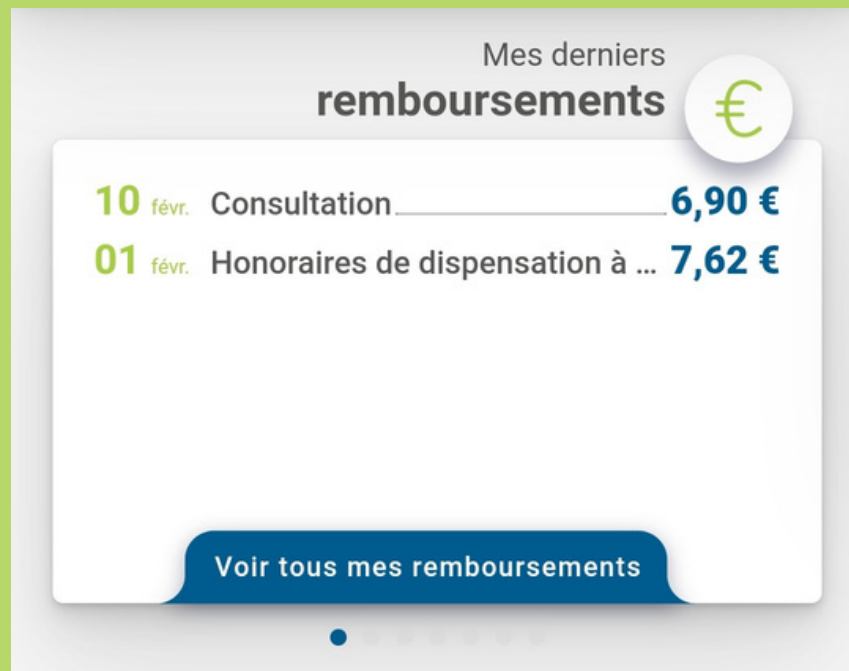 Mes derniers
remboursements
€
10 févr. Consultation 6,90 €
01 févr. Honoraires de dispensation à ... 7,62 €
Voir tous mes remboursements